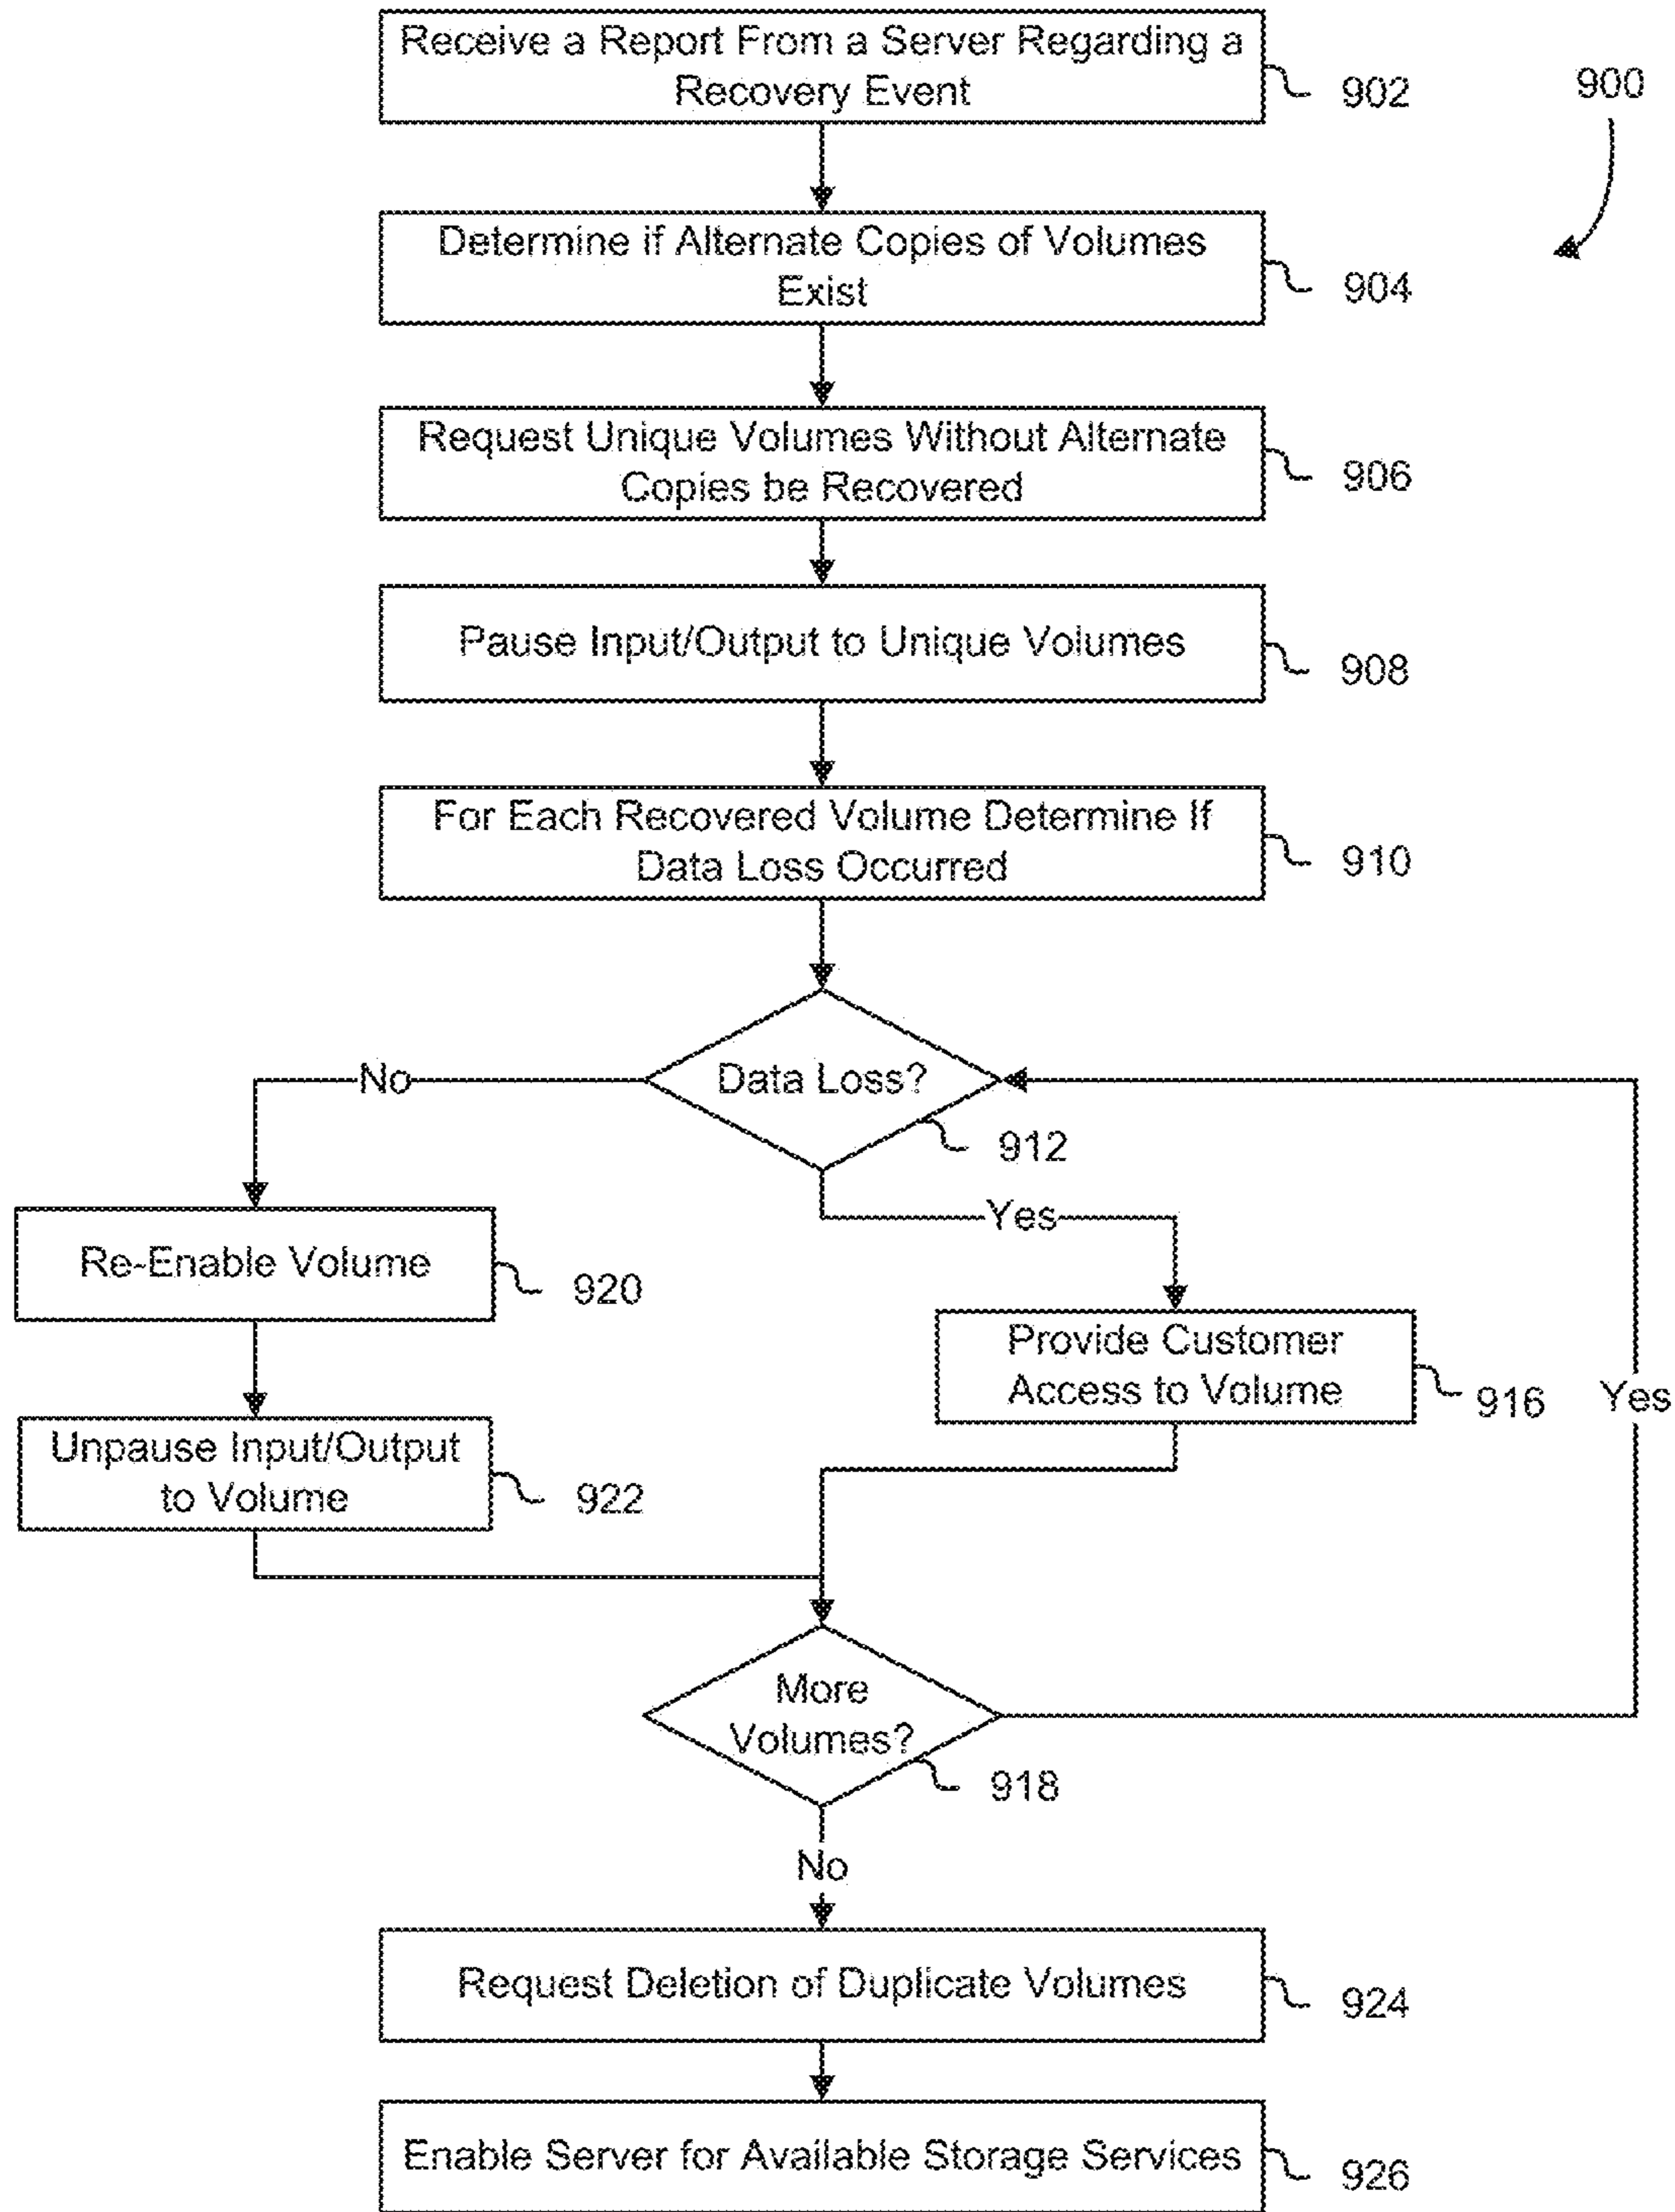 Receive a Report From a Server Regarding a
Recovery Event
902
900
Determine if Alternate Copies of Volumes
Exist
904
Request Unique Volumes Without Alternate
Copies be Recovered
906
Pause Input/Output to Unique Volumes
908
For Each Recovered Volume Determine If
Data Loss Occurred
910
No
Data Loss?
912
Yes
Re-Enable Volume
920
Provide Customer
Access to Volume
916
Yes
Unpause Input/Output
to Volume
922
More
Volumes?
918
No
Request Deletion of Duplicate Volumes
924
Enable Server for Available Storage Services
926